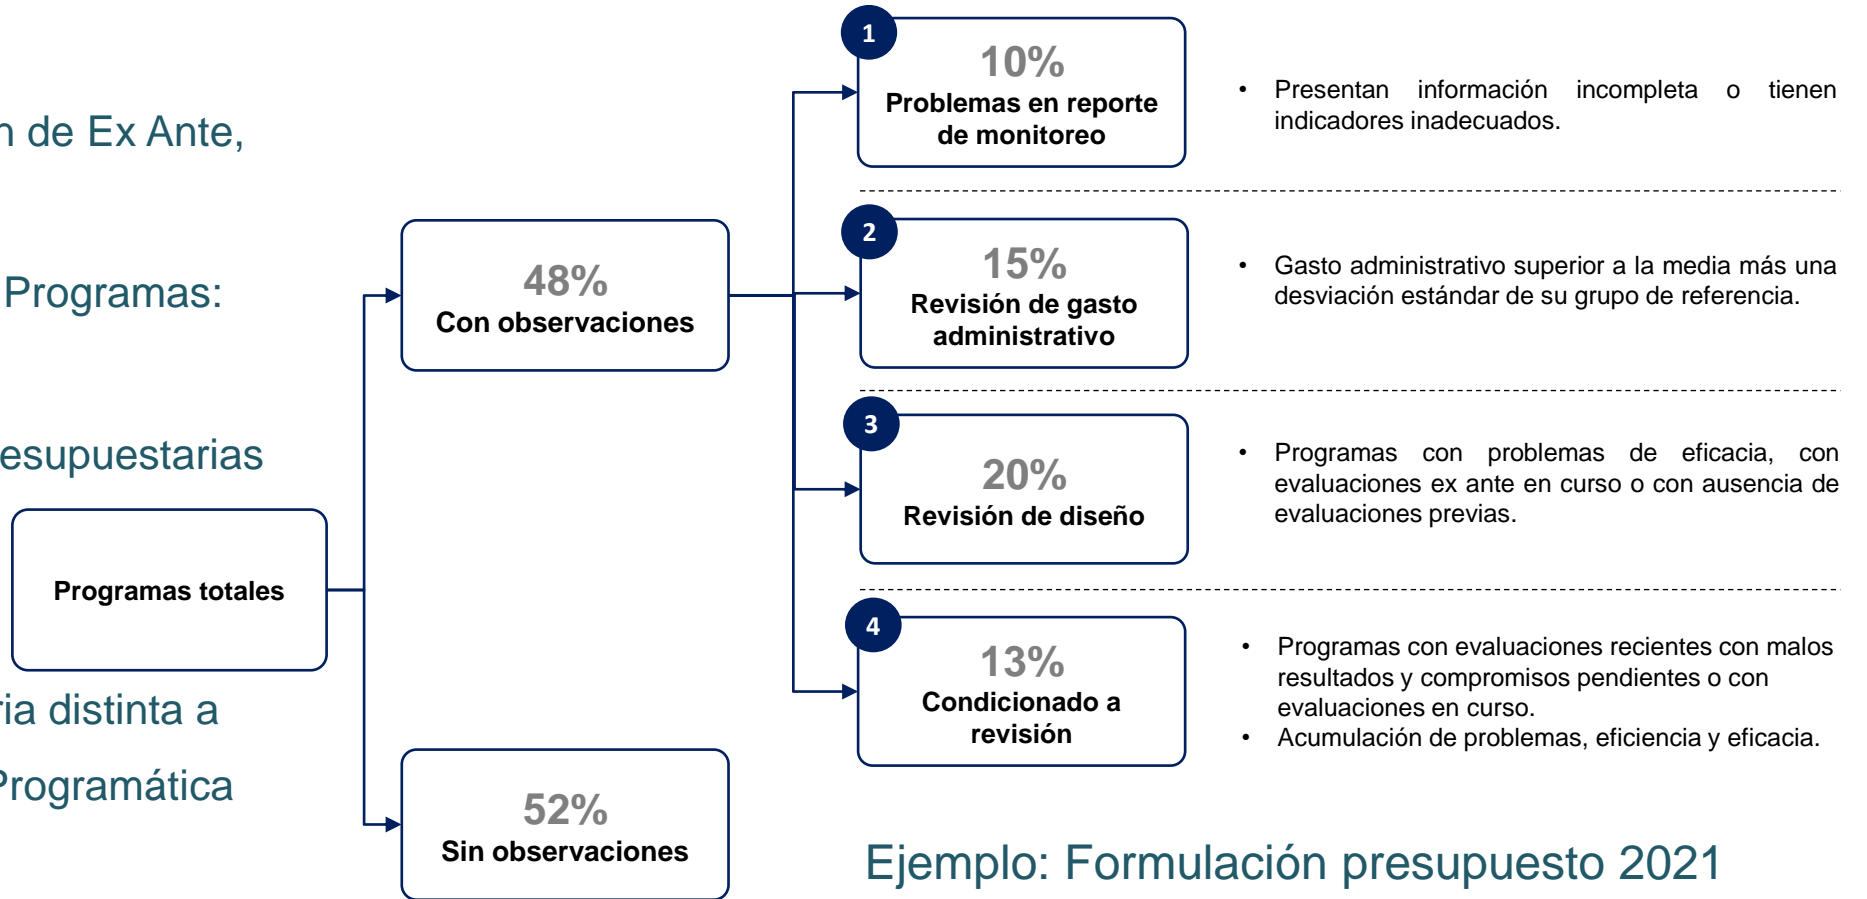 n de Ex Ante,
Programas:
esupuestarias
Programas totales
ria distinta a
Programática
48%
Con observaciones
52%
Sin observaciones
1
10%
Problemas en reporte
de monitoreo
• Presentan información incompleta o tienen
indicadores inadecuados.
2
15%
Revisión de gasto
administrativo
• Gasto administrativo superior a la media más una
desviación estándar de su grupo de referencia.
3
20%
Revisión de diseño
• Programas con problemas de eficacia, con
evaluaciones ex ante en curso o con ausencia de
evaluaciones previas.
4
13%
Condicionado a
revisión
• Programas con evaluaciones recientes con malos
resultados y compromisos pendientes o con
evaluaciones en curso.
• Acumulación de problemas, eficiencia y eficacia.
Ejemplo: Formulación presupuesto 2021